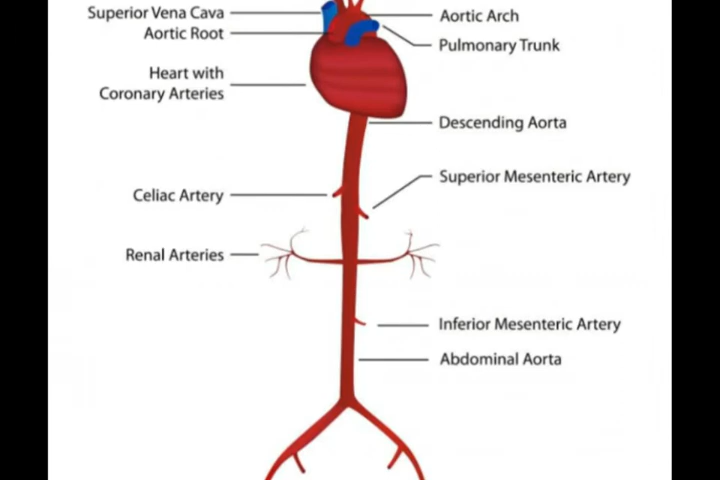 Superior Vena Cava
Aortic Root
Heart with
Coronary Arteries
Celiac Artery
Renal Arteries
Aortic Arch
Pulmonary Trunk
Descending Aorta
Superior Mesenteric Artery
Inferior Mesenteric Artery
Abdominal Aorta